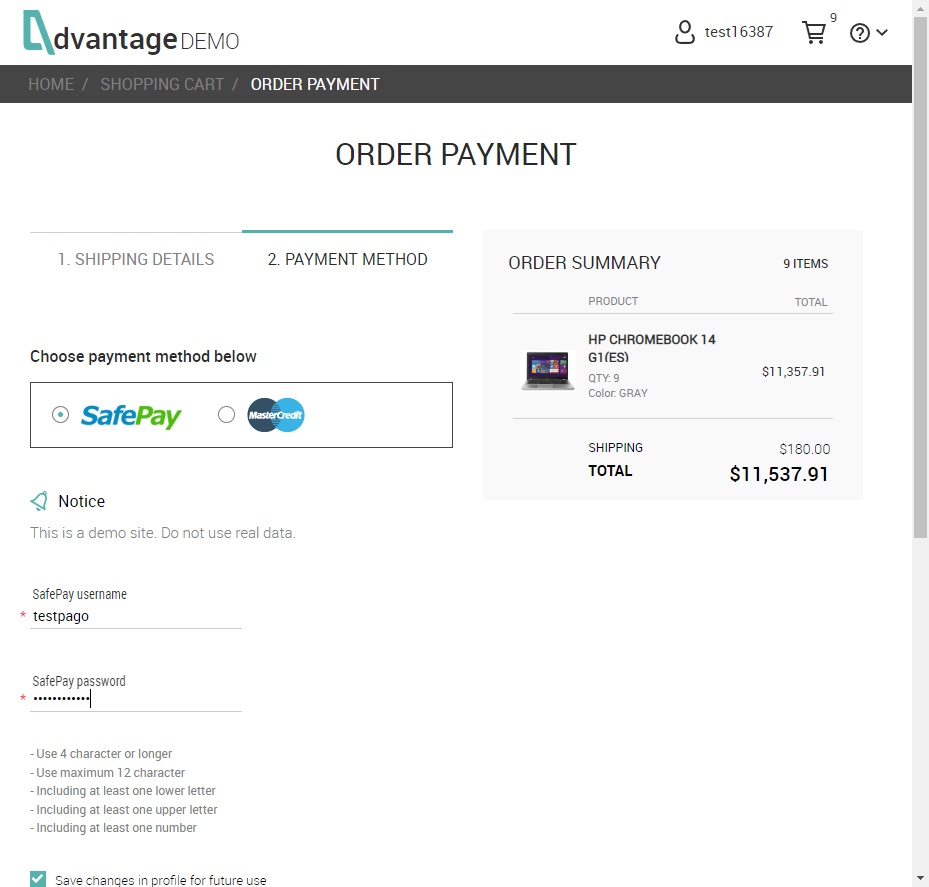 dvantage DEMO
test16387
9
?
HOME / SHOPPING CART / ORDER PAYMENT
ORDER PAYMENT
1. SHIPPING DETAILS
2. PAYMENT METHOD
Choose payment method below
SafePay
MasterCredit
Notice
This is a demo site. Do not use real data.
SafePay username
* testpago
SafePay password
* ••••••••••••
- Use 4 character or longer
- Use maximum 12 character
- Including at least one lower letter
- Including at least one upper letter
- Including at least one number
Save changes in profile for future use
ORDER SUMMARY
9 ITEMS
PRODUCT TOTAL
HP CHROMEBOOK 14
G1(ES)
QTY: 9
Color: GRAY
$11,357.91
SHIPPING $180.00
TOTAL $11,537.91